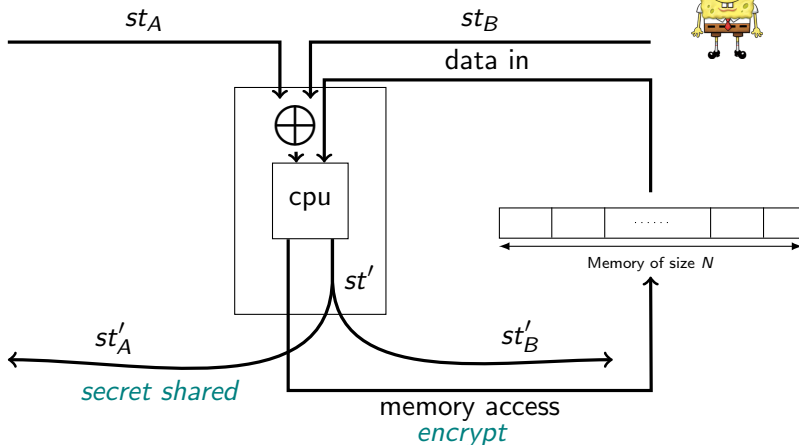 st_A
st_B
data in
cpu
......
Memory of size N
st'
st'_A
st'_B
secret shared
memory access
encrypt